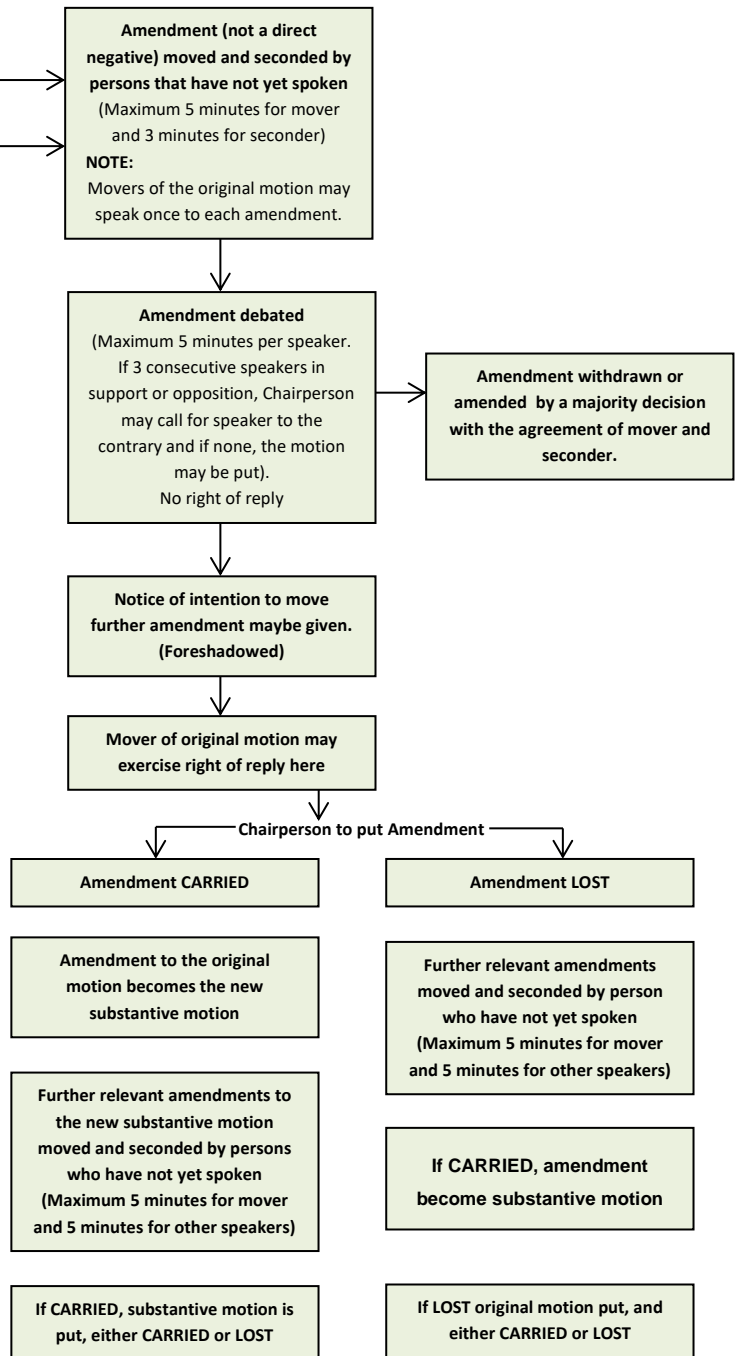 Amendment (not a direct
negative) moved and seconded by
persons that have not yet spoken
(Maximum 5 minutes for mover
and 3 minutes for seconder)
NOTE:
Movers of the original motion may
speak once to each amendment.
Amendment debated
(Maximum 5 minutes per speaker.
If 3 consecutive speakers in
support or opposition, Chairperson
may call for speaker to the
contrary and if none, the motion
may be put).
No right of reply
Amendment withdrawn or
amended by a majority decision
with the agreement of mover and
seconder.
Notice of intention to move
further amendment maybe given.
(Foreshadowed)
Mover of original motion may
exercise right of reply here
Chairperson to put Amendment
Amendment CARRIED
Amendment to the original
motion becomes the new
substantive motion
Further relevant amendments to
the new substantive motion
moved and seconded by persons
who have not yet spoken
(Maximum 5 minutes for mover
and 5 minutes for other speakers)
If CARRIED, substantive motion is
put, either CARRIED or LOST
Amendment LOST
Further relevant amendments
moved and seconded by person
who have not yet spoken
(Maximum 5 minutes for mover
and 5 minutes for other speakers)
If CARRIED, amendment
become substantive motion
If LOST original motion put, and
either CARRIED or LOST